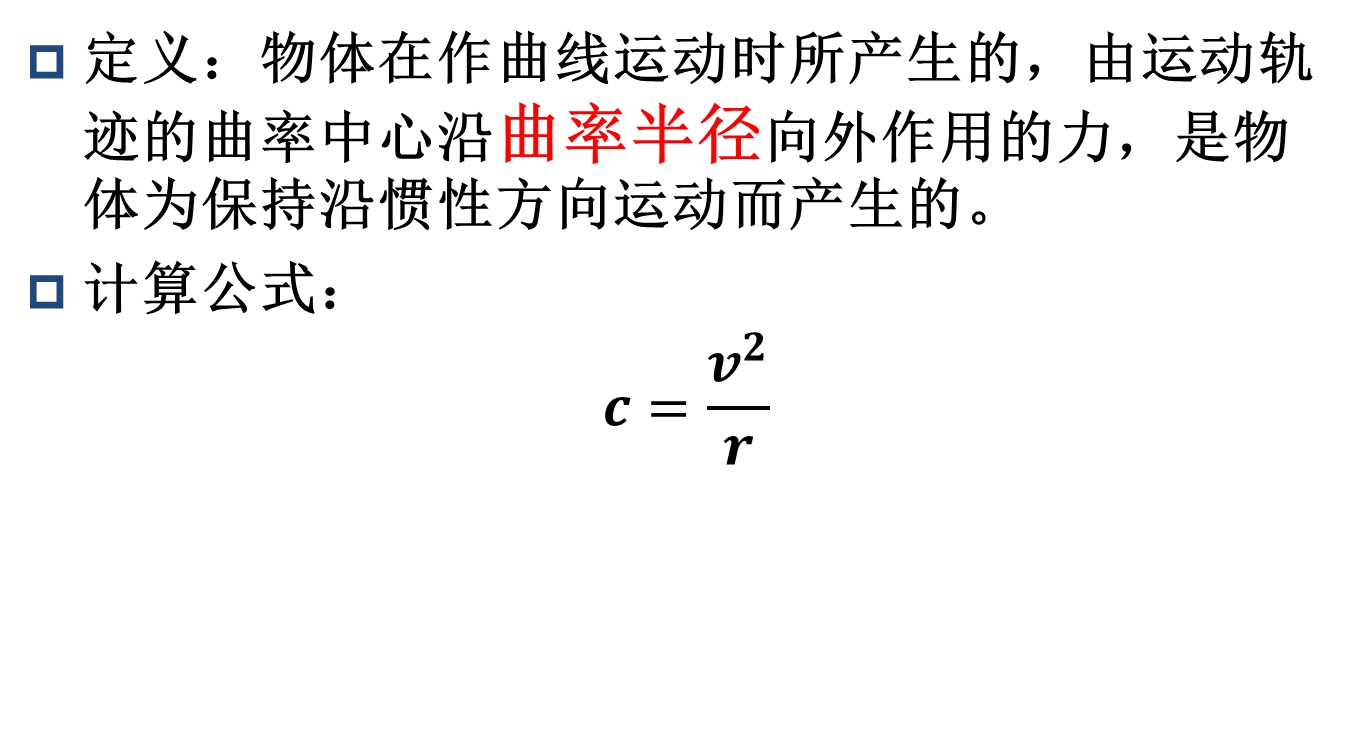 定义：物体在作曲线运动时所产生的，由运动轨
迹的曲率中心沿曲率半径向外作用的力，是物
体为保持沿惯性方向运动而产生的。
计算公式：
c = v²/r